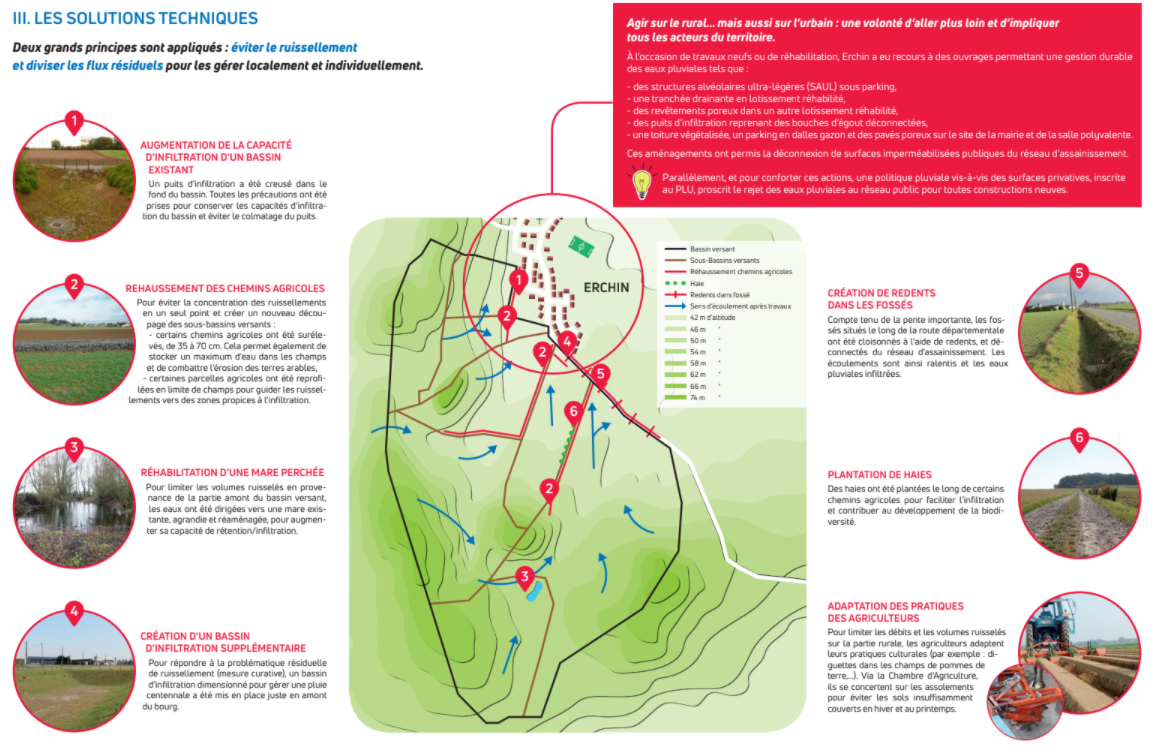 III. LES SOLUTIONS TECHNIQUES
Deux grands principes sont appliqués : éviter le ruissellement
et diviser les flux résiduels pour les gérer localement et individuellement.
Agir sur le rural... mais aussi sur l'urbain : une volonté d'aller plus loin et d'impliquer
tous les acteurs du territoire.
À l'occasion de travaux neufs ou de réhabilitation, Erchin a eu recours à des ouvrages permettant une gestion durable
des eaux pluviales tels que :
- des structures alvéolaires ultra-légères (SAUL) sous parking,
- une tranchée drainante en lotissement réhabilité,
- des revêtements poreux dans un autre lotissement réhabilité,
- des puits d'infiltration reprenant des bouches d'égout déconnectées,
- une toiture végétalisée, un parking en dalles gazon et des pavés poreux sur le site de la mairie et de la salle polyvalente.
Ces aménagements ont permis la déconnexion de surfaces imperméabilisées publiques du réseau d'assainissement.
Parallèlement, et pour conforter ces actions, une politique pluviale vis-à-vis des surfaces privatives, inscrite
au PLU, proscrit le rejet des eaux pluviales au réseau public pour toutes constructions neuves.
1
AUGMENTATION DE LA CAPACITÉ
D'INFILTRATION D'UN BASSIN
EXISTANT
Un puits d'infiltration a été creusé dans le
fond du bassin. Toutes les précautions ont été
prises pour conserver les capacités d'infiltra-
tion du bassin et éviter le colmatage du puits.
2
REHAUSSEMENT DES CHEMINS AGRICOLES
Pour éviter la concentration des ruissellements
en un seul point et créer un nouveau décou-
page des sous-bassins versants :
- certains chemins agricoles ont été suréle-
vés, de 35 à 70 cm. Cela permet également de
stocker un maximum d'eau dans les champs
et de combattre l'érosion des terres arables,
- certaines parcelles agricoles ont été reprofi-
lées en limite de champs pour guider les ruissel-
lements vers des zones propices à l'infiltration.
3
RÉHABILITATION D'UNE MARE PERCHÉE
Pour limiter les volumes ruisselés en prove-
nance de la partie amont du bassin versant,
les eaux ont été dirigées vers une mare exis-
tante, agrandie et réaménagée, pour augmen-
ter sa capacité de rétention/infiltration.
4
CRÉATION D'UN BASSIN
D'INFILTRATION SUPPLÉMENTAIRE
Pour répondre à la problématique résiduelle
de ruissellement (mesure curative), un bassin
d'infiltration dimensionné pour gérer une pluie
centennale a été mis en place juste en amont
du bourg.
ERCHIN
1
2
2
4
5
6
2
3
Bassin versant
Sous-Bassins versants
Réhaussement chemins agricoles
Haie
Redents dans fossé
Sens d'écoulement après travaux
42 m d'altitude
46 m "
50 m "
54 m "
58 m "
62 m "
66 m "
74 m "
5
CRÉATION DE REDENTS
DANS LES FOSSÉS
Compte tenu de la pente importante, les fos-
sés situés le long de la route départementale
ont été cloisonnés à l'aide de redents, et dé-
connectés du réseau d'assainissement. Les
écoulements sont ainsi ralentis et les eaux
pluviales infiltrées.
6
PLANTATION DE HAIES
Des haies ont été plantées le long de certains
chemins agricoles pour faciliter l'infiltration
et contribuer au développement de la biodi-
versité.
ADAPTATION DES PRATIQUES
DES AGRICULTEURS
Pour limiter les débits et les volumes ruisselés
sur la partie rurale, les agriculteurs adaptent
leurs pratiques culturales (par exemple : di-
guettes dans les champs de pommes de
terre,...). Via la Chambre d'Agriculture,
ils se concertent sur les assolements
pour éviter les sols insuffisamment
couverts en hiver et au printemps.